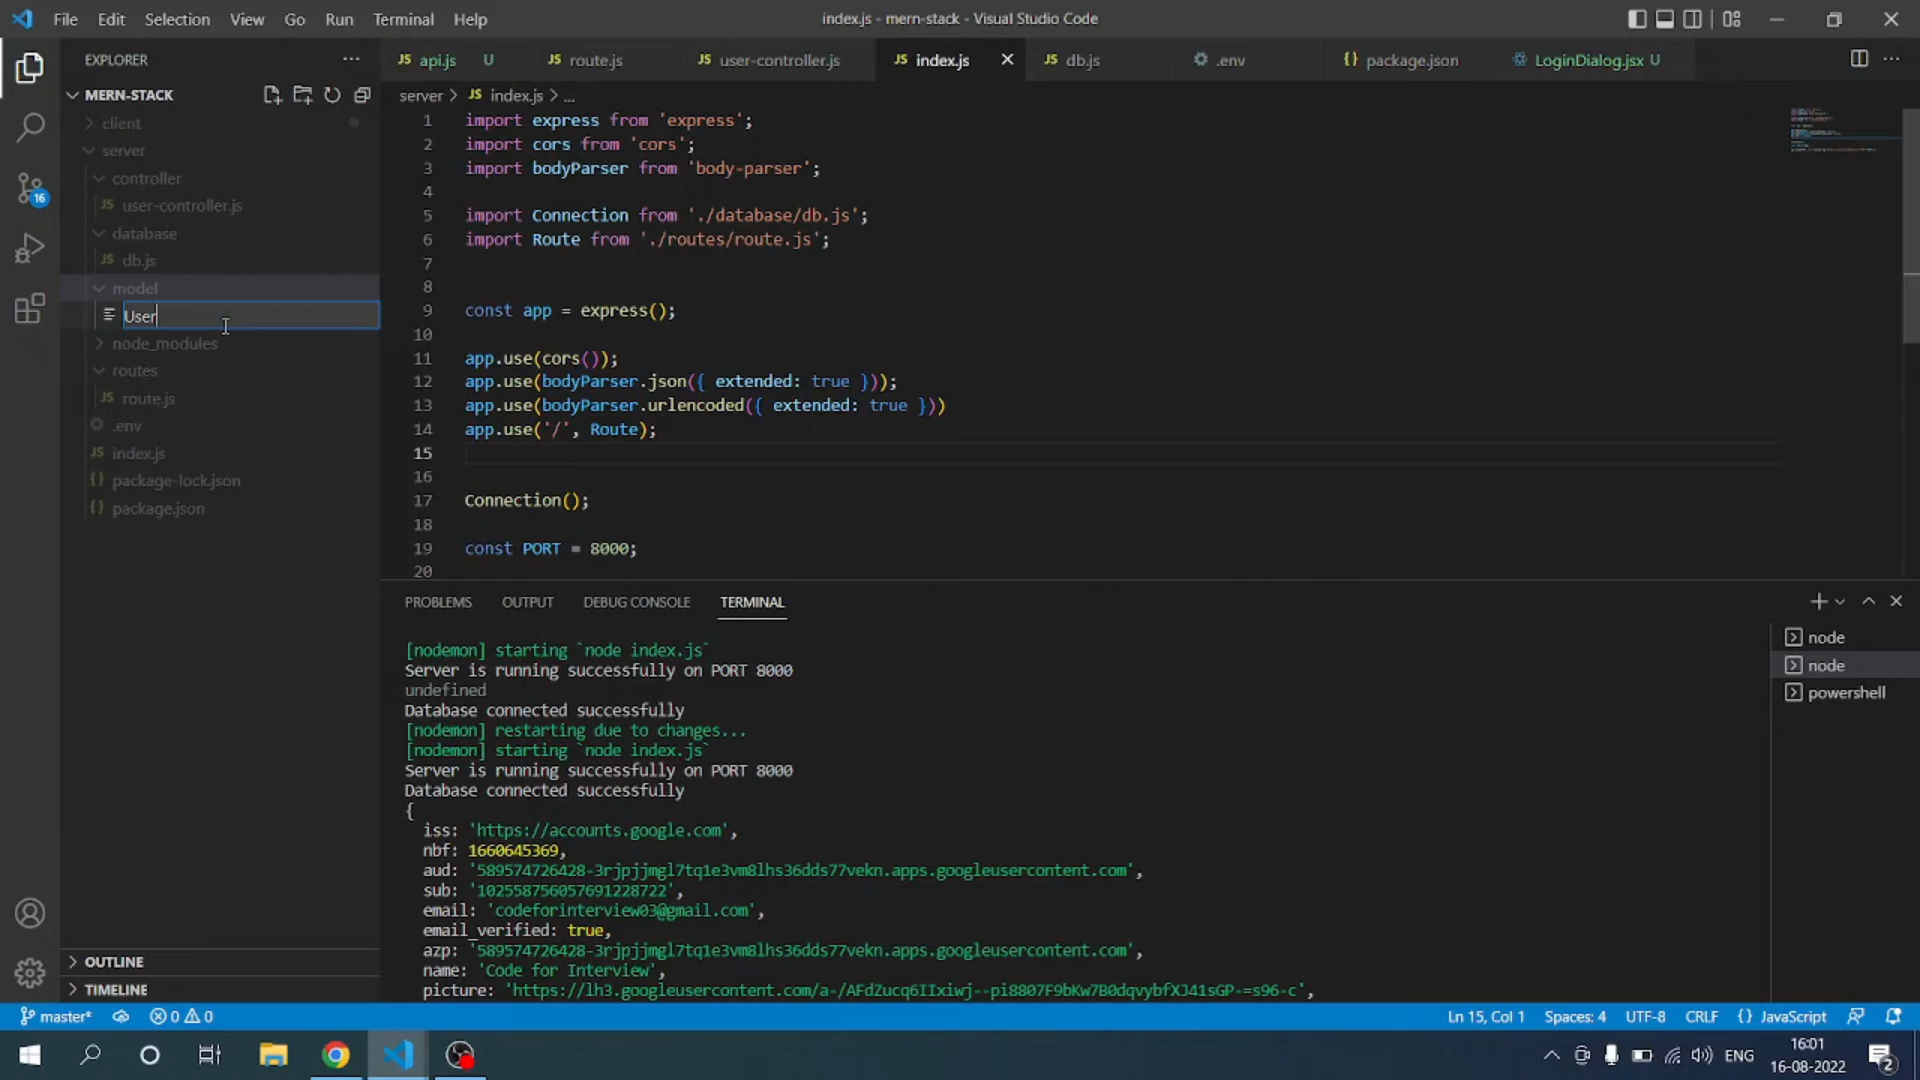 File Edit Selection View Go Run Terminal Help
index.js - mern-stack - Visual Studio Code
EXPLORER
MERN-STACK
client
server
controller
JS user-controller.js
database
JS db.js
model
User
node_modules
routes
JS route.js
.env
JS index.js
{} package-lock.json
{} package.json
OUTLINE
TIMELINE
16
JS api.js U
JS route.js
JS user-controller.js
JS index.js
JS db.js
.env
{} package.json
LoginDialog.jsx U
server > JS index.js > ...
1 import express from 'express';
2 import cors from 'cors';
3 import bodyParser from 'body-parser';
4
5 import Connection from './database/db.js';
6 import Route from './routes/route.js';
7
8
9 const app = express();
10
11 app.use(cors());
12 app.use(bodyParser.json({ extended: true }));
13 app.use(bodyParser.urlencoded({ extended: true }))
14 app.use('/', Route);
15
16
17 Connection();
18
19 const PORT = 8000;
20
PROBLEMS OUTPUT DEBUG CONSOLE TERMINAL
[nodemon] starting `node index.js`
Server is running successfully on PORT 8000
undefined
Database connected successfully
[nodemon] restarting due to changes...
[nodemon] starting `node index.js`
Server is running successfully on PORT 8000
Database connected successfully
{
iss: 'https://accounts.google.com',
nbf: 1660645369,
aud: '589574726428-3rjpjjmgl7tq1e3vm8lhs36dds77vekn.apps.googleusercontent.com',
sub: '102558756057691228722',
email: 'codeforinterview03@gmail.com',
email_verified: true,
azp: '589574726428-3rjpjjmgl7tq1e3vm8lhs36dds77vekn.apps.googleusercontent.com',
name: 'Code for Interview',
picture: 'https://lh3.googleusercontent.com/a-/AFdZucq6IIxiwj--pi8807F9bKw7B0dqvybfXJ41sGP-=s96-c',
node
node
powershell
master* 0 0
Ln 15, Col 1 Spaces: 4 UTF-8 CRLF {} JavaScript
ENG
16:01
16-08-2022
2